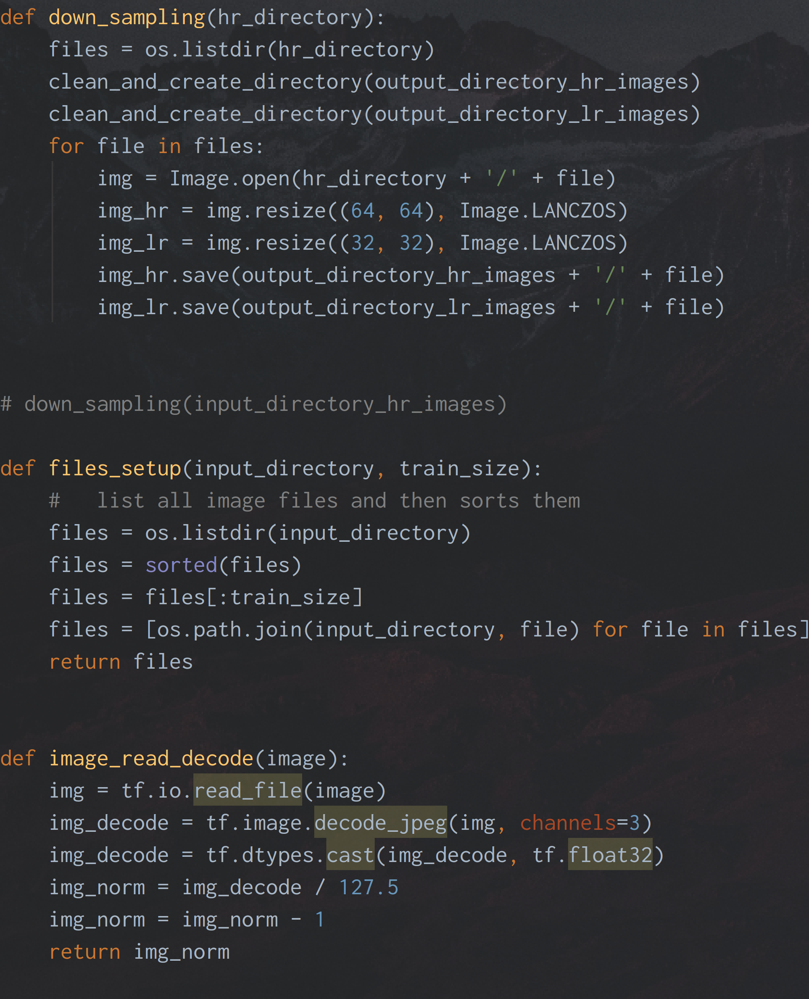 def down_sampling(hr_directory):
    files = os.listdir(hr_directory)
    clean_and_create_directory(output_directory_hr_images)
    clean_and_create_directory(output_directory_lr_images)
    for file in files:
        img = Image.open(hr_directory + '/' + file)
        img_hr = img.resize((64, 64), Image.LANCZOS)
        img_lr = img.resize((32, 32), Image.LANCZOS)
        img_hr.save(output_directory_hr_images + '/' + file)
        img_lr.save(output_directory_lr_images + '/' + file)
# down_sampling(input_directory_hr_images)
def files_setup(input_directory, train_size):
    #   list all image files and then sorts them
    files = os.listdir(input_directory)
    files = sorted(files)
    files = files[:train_size]
    files = [os.path.join(input_directory, file) for file in files]
    return files
def image_read_decode(image):
    img = tf.io.read_file(image)
    img_decode = tf.image.decode_jpeg(img, channels=3)
    img_decode = tf.dtypes.cast(img_decode, tf.float32)
    img_norm = img_decode / 127.5
    img_norm = img_norm - 1
    return img_norm